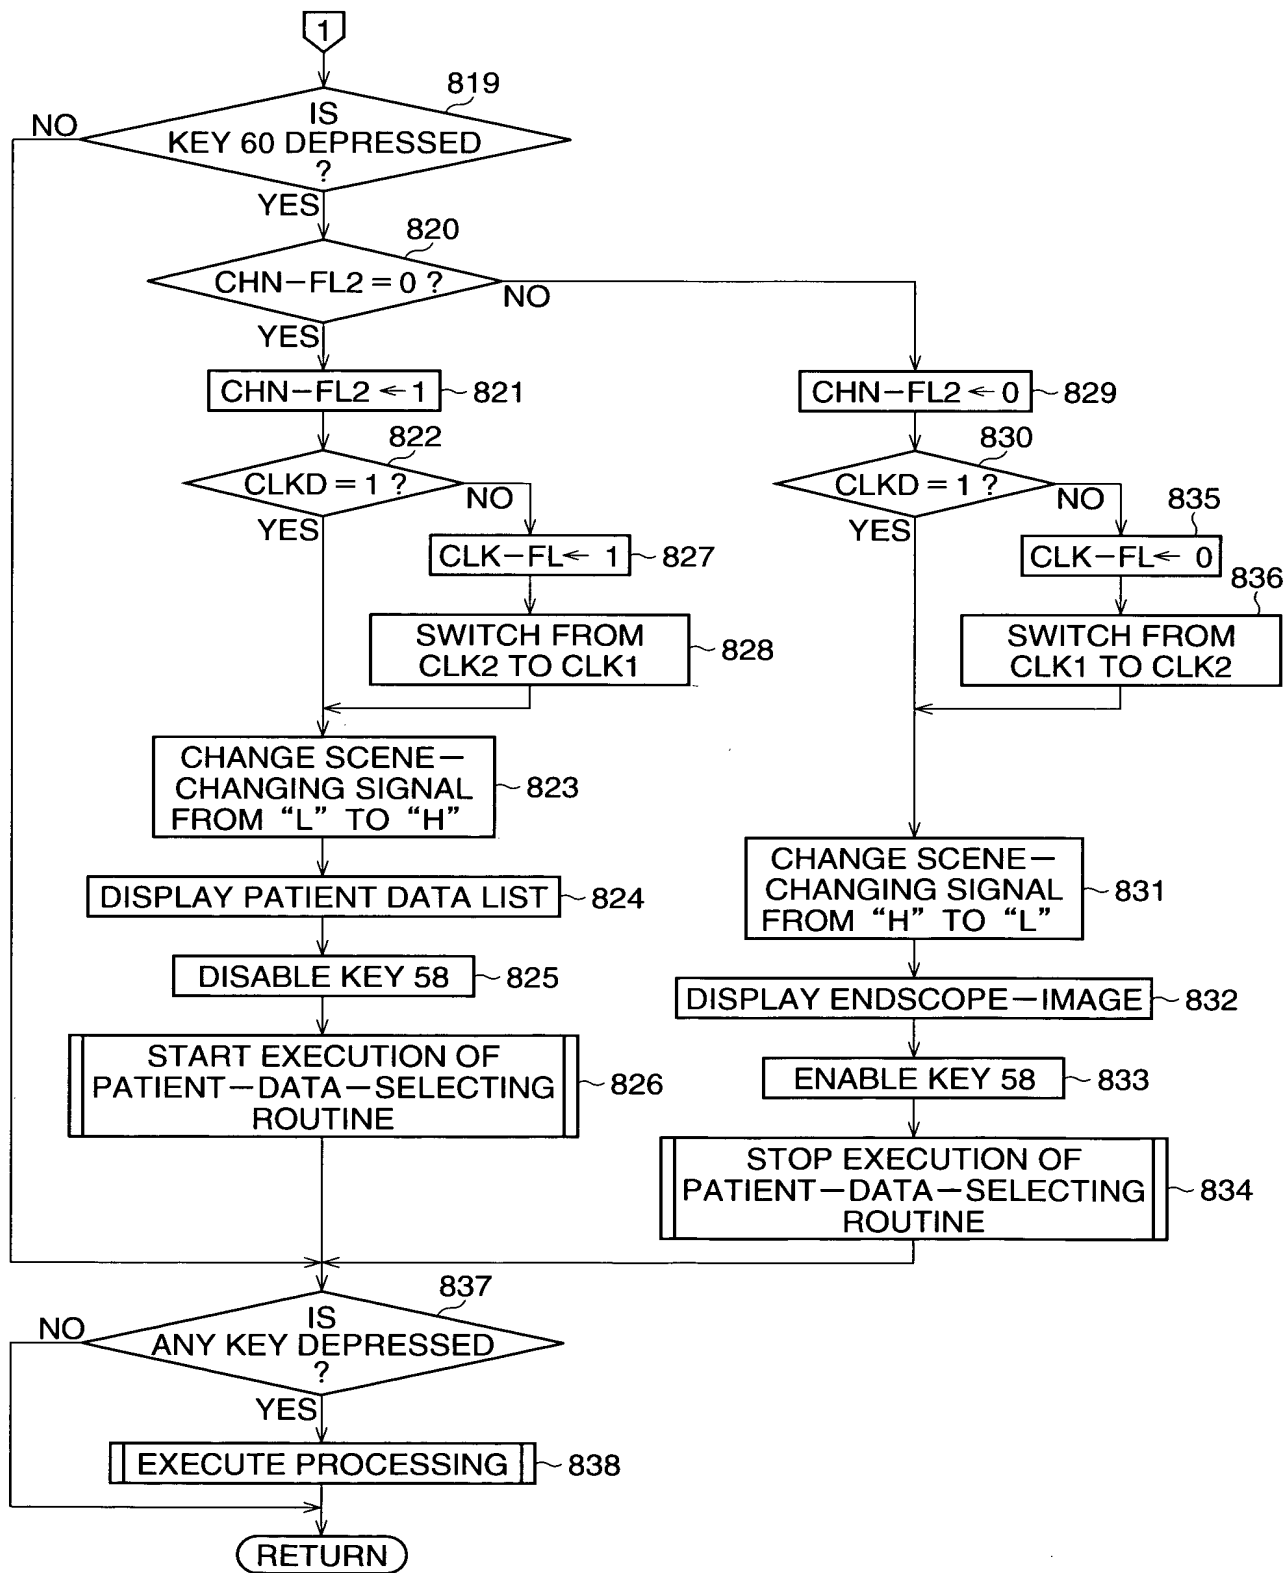 1
819
IS
KEY 60 DEPRESSED
?
NO
YES
820
CHN-FL2 = 0 ?
NO
YES
CHN-FL2 ← 1
821
822
CLKD = 1 ?
NO
YES
CLK-FL ← 1
827
SWITCH FROM
CLK2 TO CLK1
828
CHANGE SCENE-
CHANGING SIGNAL
FROM “L” TO “H”
823
DISPLAY PATIENT DATA LIST
824
DISABLE KEY 58
825
START EXECUTION OF
PATIENT-DATA-SELECTING
ROUTINE
826
CHN-FL2 ← 0
829
830
CLKD = 1 ?
NO
YES
835
CLK-FL ← 0
836
SWITCH FROM
CLK1 TO CLK2
CHANGE SCENE-
CHANGING SIGNAL
FROM “H” TO “L”
831
DISPLAY ENDSCOPE-IMAGE
832
ENABLE KEY 58
833
STOP EXECUTION OF
PATIENT-DATA-SELECTING
ROUTINE
834
837
IS
ANY KEY DEPRESSED
?
NO
YES
EXECUTE PROCESSING
838
RETURN